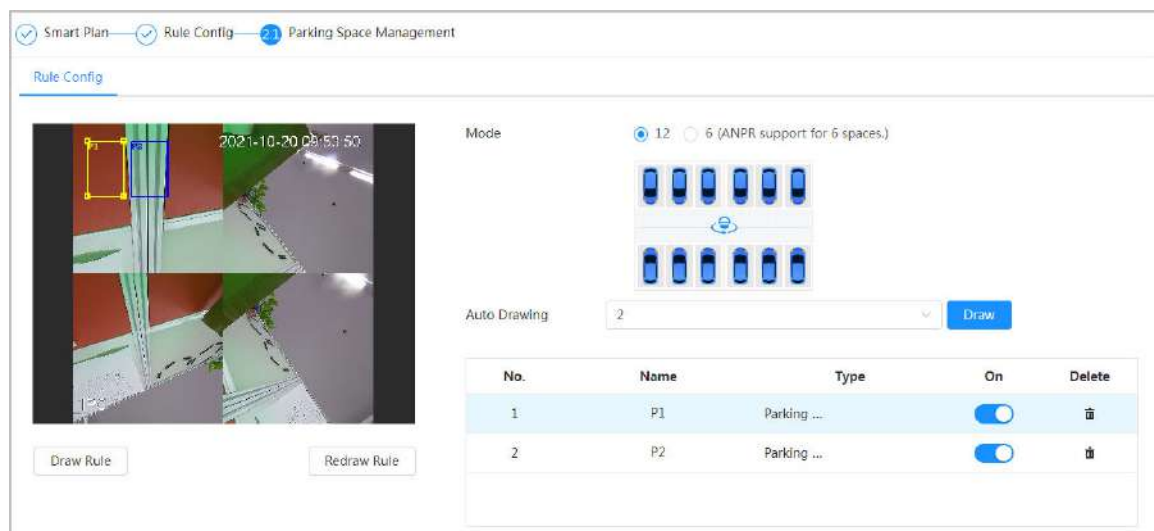 Smart Plan Rule Config 2.1 Parking Space Management
Rule Config
P1 P2 2021-10-20 09:53:50
IPC
Draw Rule Redraw Rule
Mode 12 6 (ANPR support for 6 spaces.)
Auto Drawing 2 Draw
No. Name Type On Delete
1 P1 Parking ...
2 P2 Parking ...